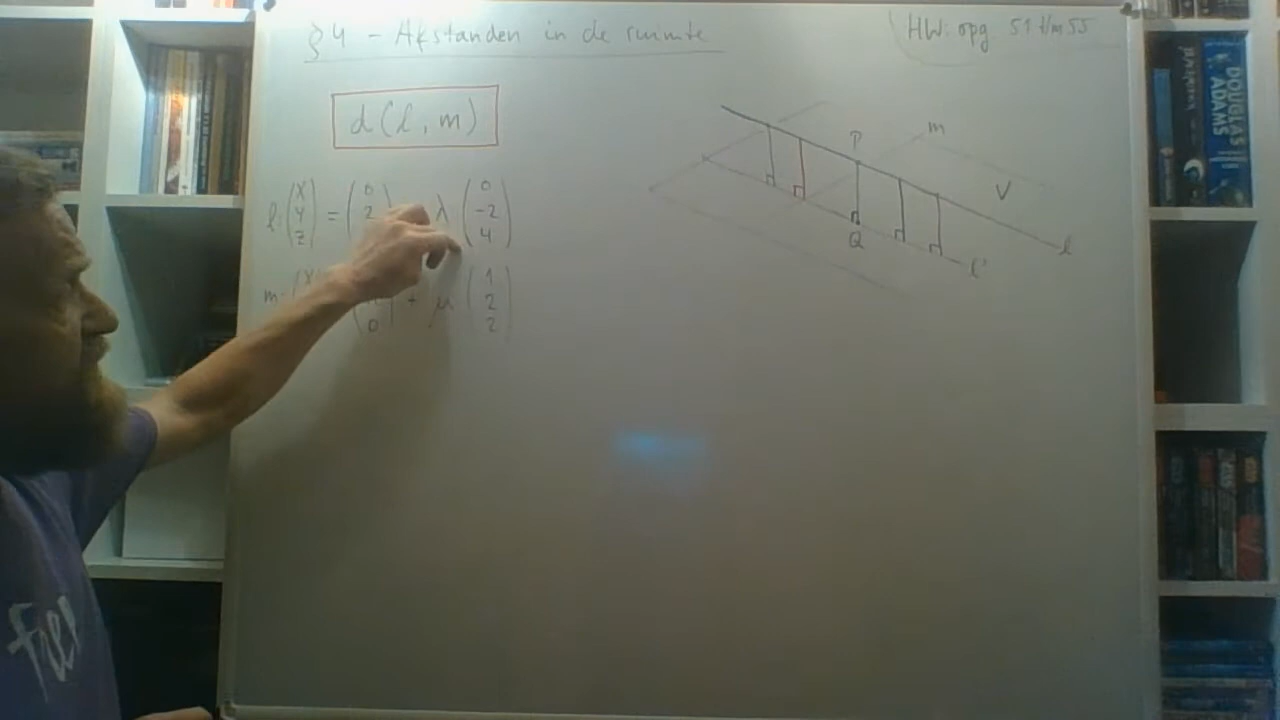 §4 - Afstanden in de ruimte
HW: opg 51 t/m 55
d(l, m)
l: (x y z) = (0 2 λ (0 -2 4)
m: (x 0) + μ (1 2 2)
P
m
V
Q
l'
l
DOUGLAS ADAMS